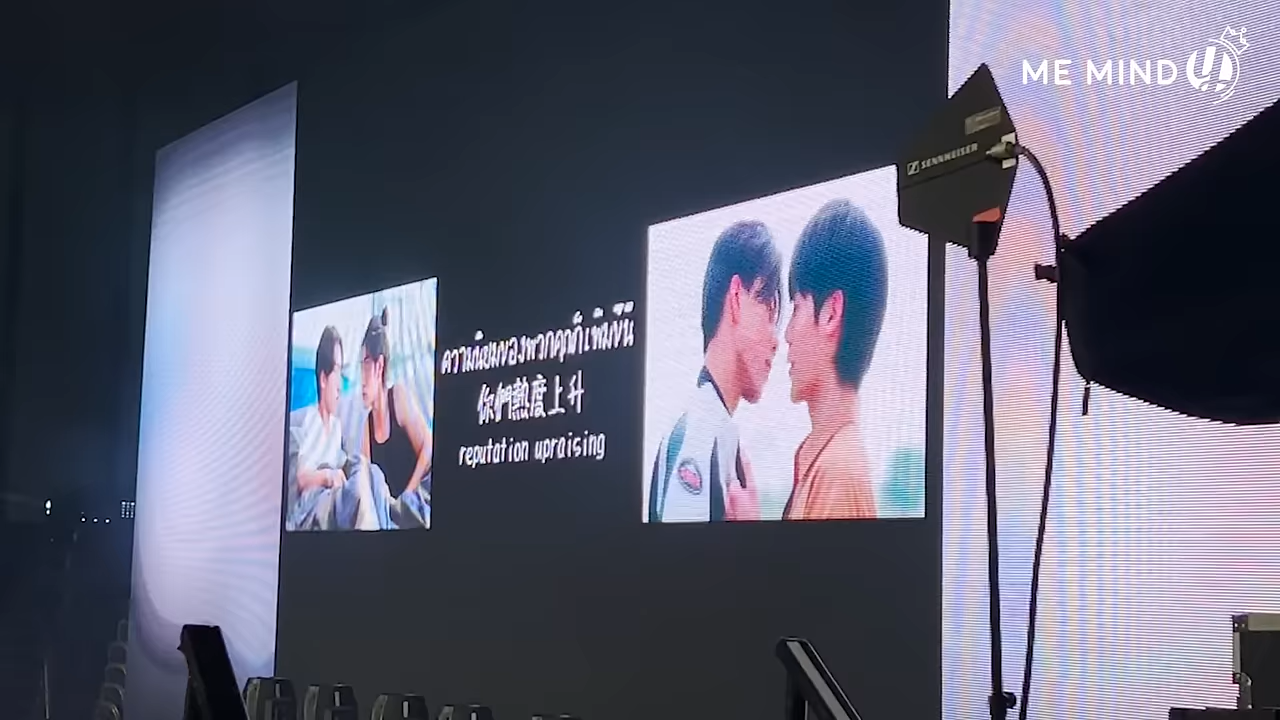 ME MIND Y!
SENNHEISER
ความนิยมของพวกคุณก็เพิ่มขึ้น
你們熱度上升
reputation upraising